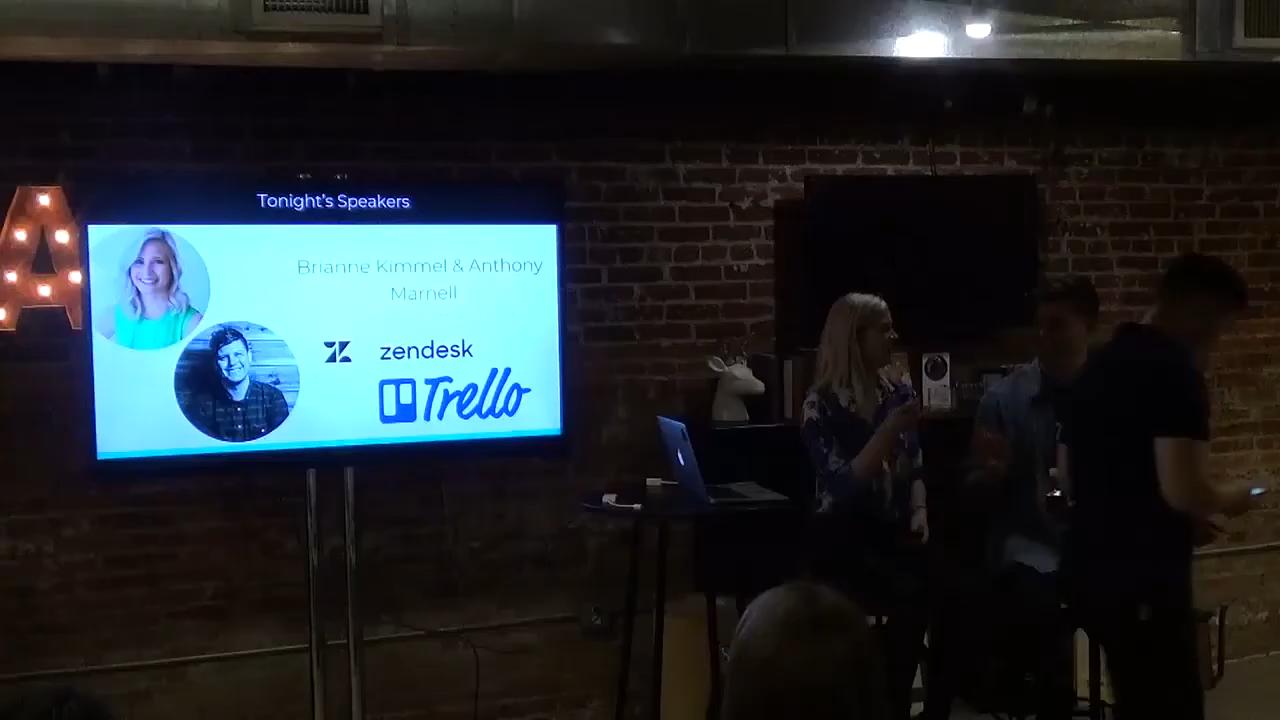 Tonight's Speakers
Brianne Kimmel & Anthony
Marnell
zendesk
Trello
A